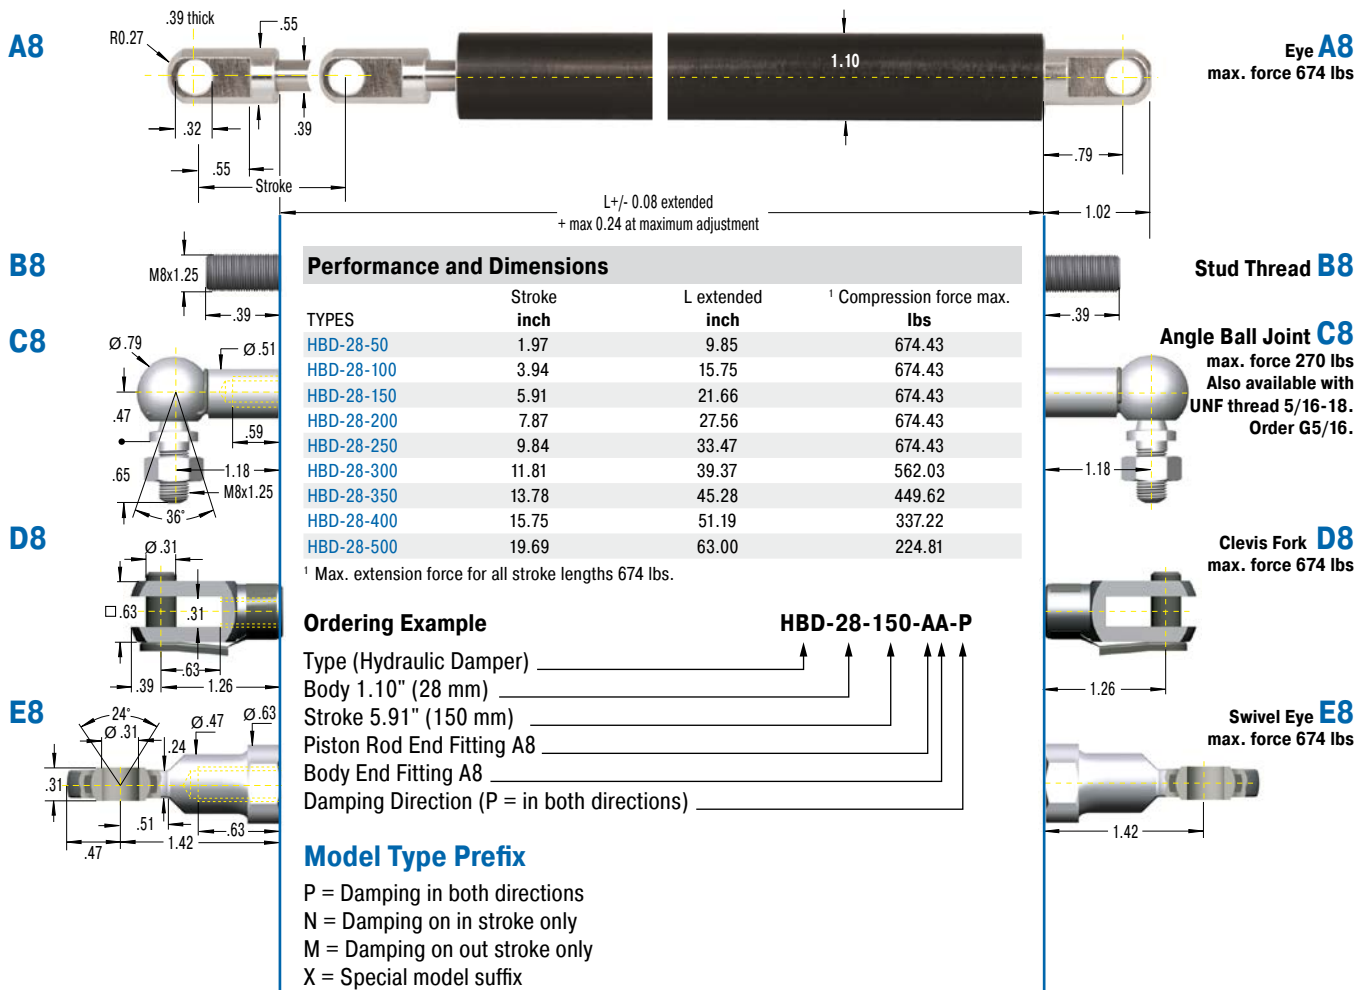 A8
.39 thick
R0.27
.55
.32
.39
.55
Stroke
1.10
Eye A8
max. force 674 lbs
.79
1.02
L+/- 0.08 extended
+ max 0.24 at maximum adjustment
B8
M8x1.25
.39
Stud Thread B8
.39
C8
Ø.79
Ø.51
.47
.59
.65
1.18
M8x1.25
36°
Angle Ball Joint C8
max. force 270 lbs
Also available with
UNF thread 5/16-18.
Order G5/16.
1.18
D8
Ø.31
□.63
.31
.63
.39
1.26
Clevis Fork D8
max. force 674 lbs
1.26
E8
24°
Ø.31
Ø.47
Ø.63
.24
.31
.51
.63
.47
1.42
Swivel Eye E8
max. force 674 lbs
1.42
Performance and Dimensions
Stroke L extended ¹ Compression force max.
TYPES inch inch lbs
HBD-28-50 1.97 9.85 674.43
HBD-28-100 3.94 15.75 674.43
HBD-28-150 5.91 21.66 674.43
HBD-28-200 7.87 27.56 674.43
HBD-28-250 9.84 33.47 674.43
HBD-28-300 11.81 39.37 562.03
HBD-28-350 13.78 45.28 449.62
HBD-28-400 15.75 51.19 337.22
HBD-28-500 19.69 63.00 224.81
¹ Max. extension force for all stroke lengths 674 lbs.
Ordering Example HBD-28-150-AA-P
Type (Hydraulic Damper)
Body 1.10" (28 mm)
Stroke 5.91" (150 mm)
Piston Rod End Fitting A8
Body End Fitting A8
Damping Direction (P = in both directions)
Model Type Prefix
P = Damping in both directions
N = Damping on in stroke only
M = Damping on out stroke only
X = Special model suffix